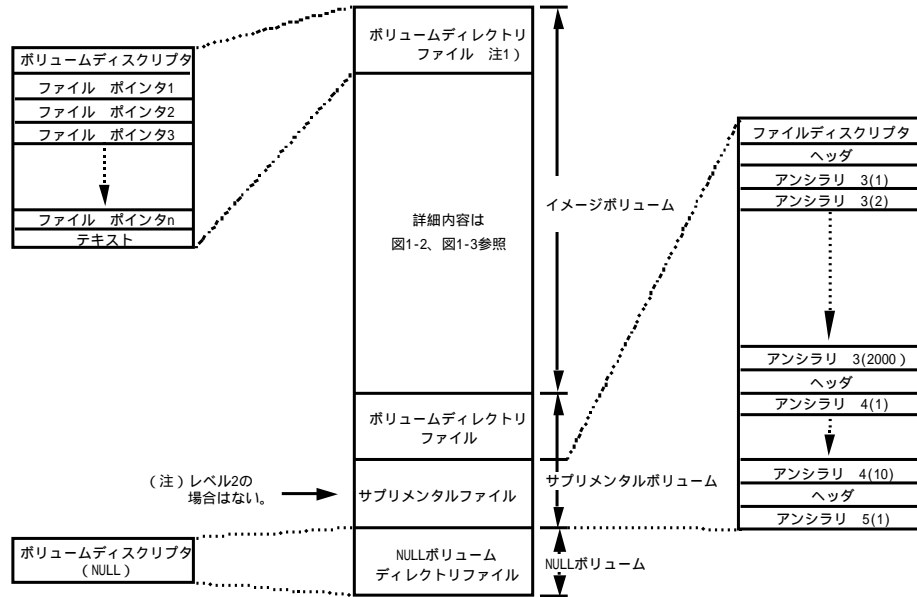 ボリュームディスクリプタ
ファイル ポインタ1
ファイル ポインタ2
ファイル ポインタ3
ファイル ポインタn
テキスト
ボリュームディレクトリ
ファイル 注1)
詳細内容は
図1-2、図1-3参照
イメージボリューム
ボリュームディレクトリ
ファイル
(注)レベル2の
場合はない。
サプリメンタルファイル
サプリメンタルボリューム
ボリュームディスクリプタ
(NULL)
NULLボリューム
ディレクトリファイル
NULLボリューム
ファイルディスクリプタ
ヘッダ
アンシラリ 3(1)
アンシラリ 3(2)
アンシラリ 3(2000)
ヘッダ
アンシラリ 4(1)
アンシラリ 4(10)
ヘッダ
アンシラリ 5(1)